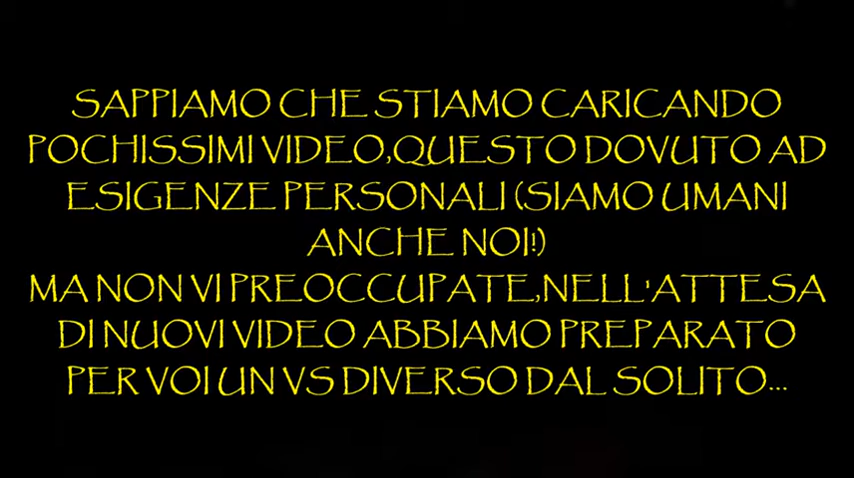 SAPPIAMO CHE STIAMO CARICANDO
POCHISSIMI VIDEO,QUESTO DOVUTO AD
ESIGENZE PERSONALI (SIAMO UMANI
ANCHE NOI!)
MA NON VI PREOCCUPATE,NELL'ATTESA
DI NUOVI VIDEO ABBIAMO PREPARATO
PER VOI UN VS DIVERSO DAL SOLITO...